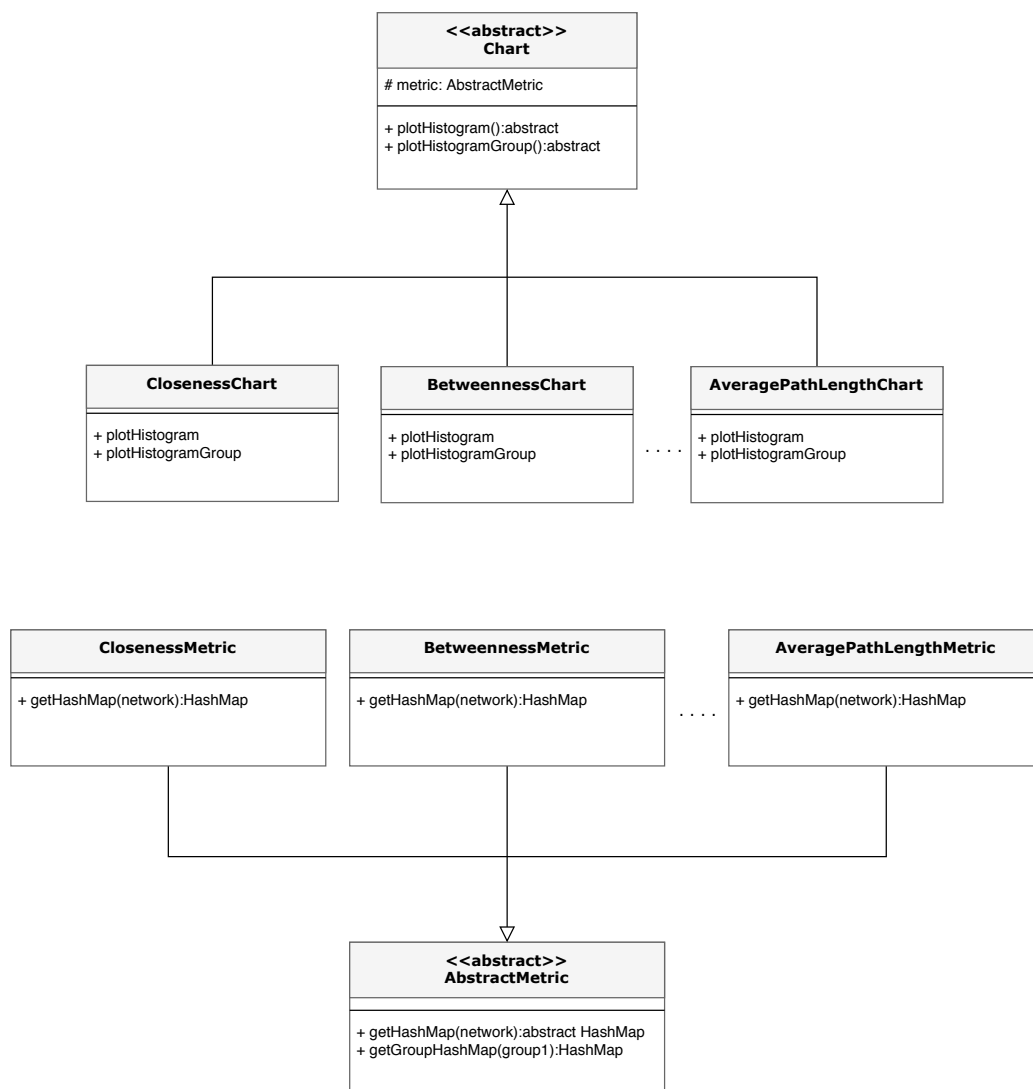 <<abstract>>
Chart
# metric: AbstractMetric
+ plotHistogram():abstract
+ plotHistogramGroup():abstract
ClosenessChart
+ plotHistogram
+ plotHistogramGroup
BetweennessChart
+ plotHistogram
+ plotHistogramGroup
. . . .
AveragePathLengthChart
+ plotHistogram
+ plotHistogramGroup
ClosenessMetric
+ getHashMap(network):HashMap
BetweennessMetric
+ getHashMap(network):HashMap
. . . .
AveragePathLengthMetric
+ getHashMap(network):HashMap
<<abstract>>
AbstractMetric
+ getHashMap(network):abstract HashMap
+ getGroupHashMap(group1):HashMap